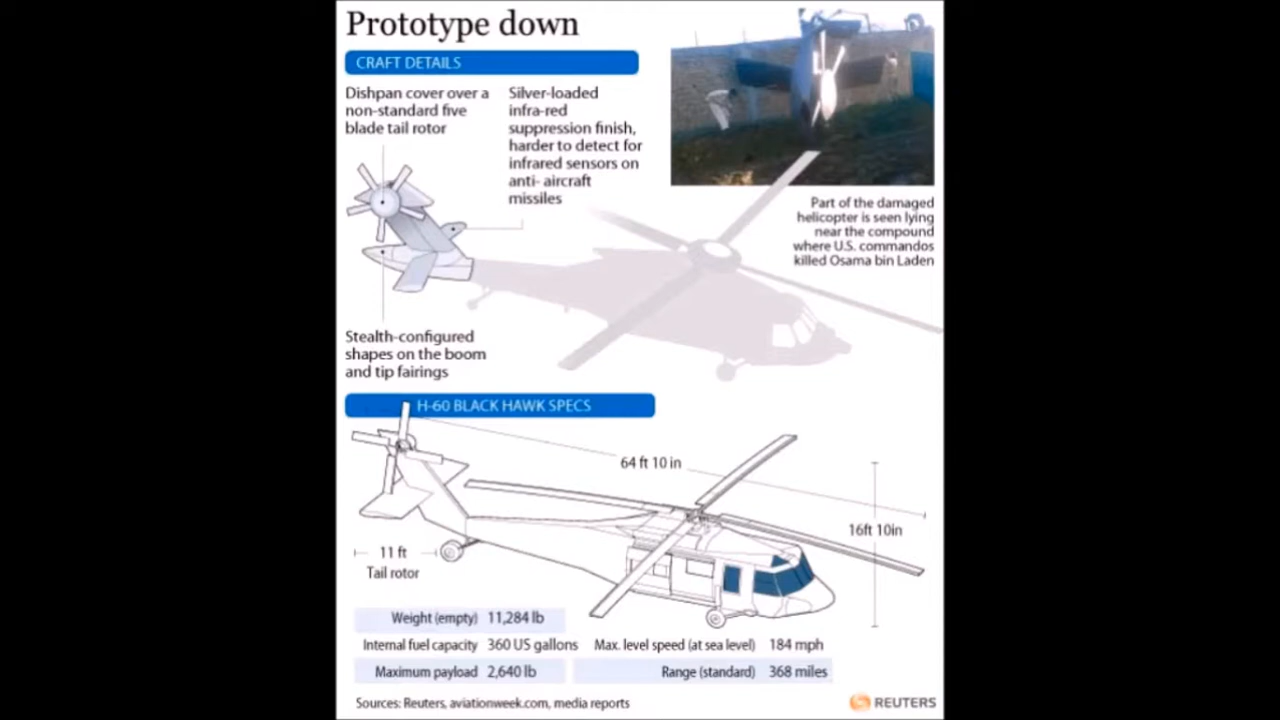 Prototype down
CRAFT DETAILS
Dishpan cover over a
non-standard five
blade tail rotor
Silver-loaded
infra-red
suppression finish,
harder to detect for
infrared sensors on
anti- aircraft
missiles
Part of the damaged
helicopter is seen lying
near the compound
where U.S. commandos
killed Osama bin Laden
Stealth-configured
shapes on the boom
and tip fairings
H-60 BLACK HAWK SPECS
64 ft 10 in
16ft 10in
11 ft
Tail rotor
Weight (empty) 11,284 lb
Internal fuel capacity 360 US gallons Max. level speed (at sea level) 184 mph
Maximum payload 2,640 lb Range (standard) 368 miles
Sources: Reuters, aviationweek.com, media reports
REUTERS